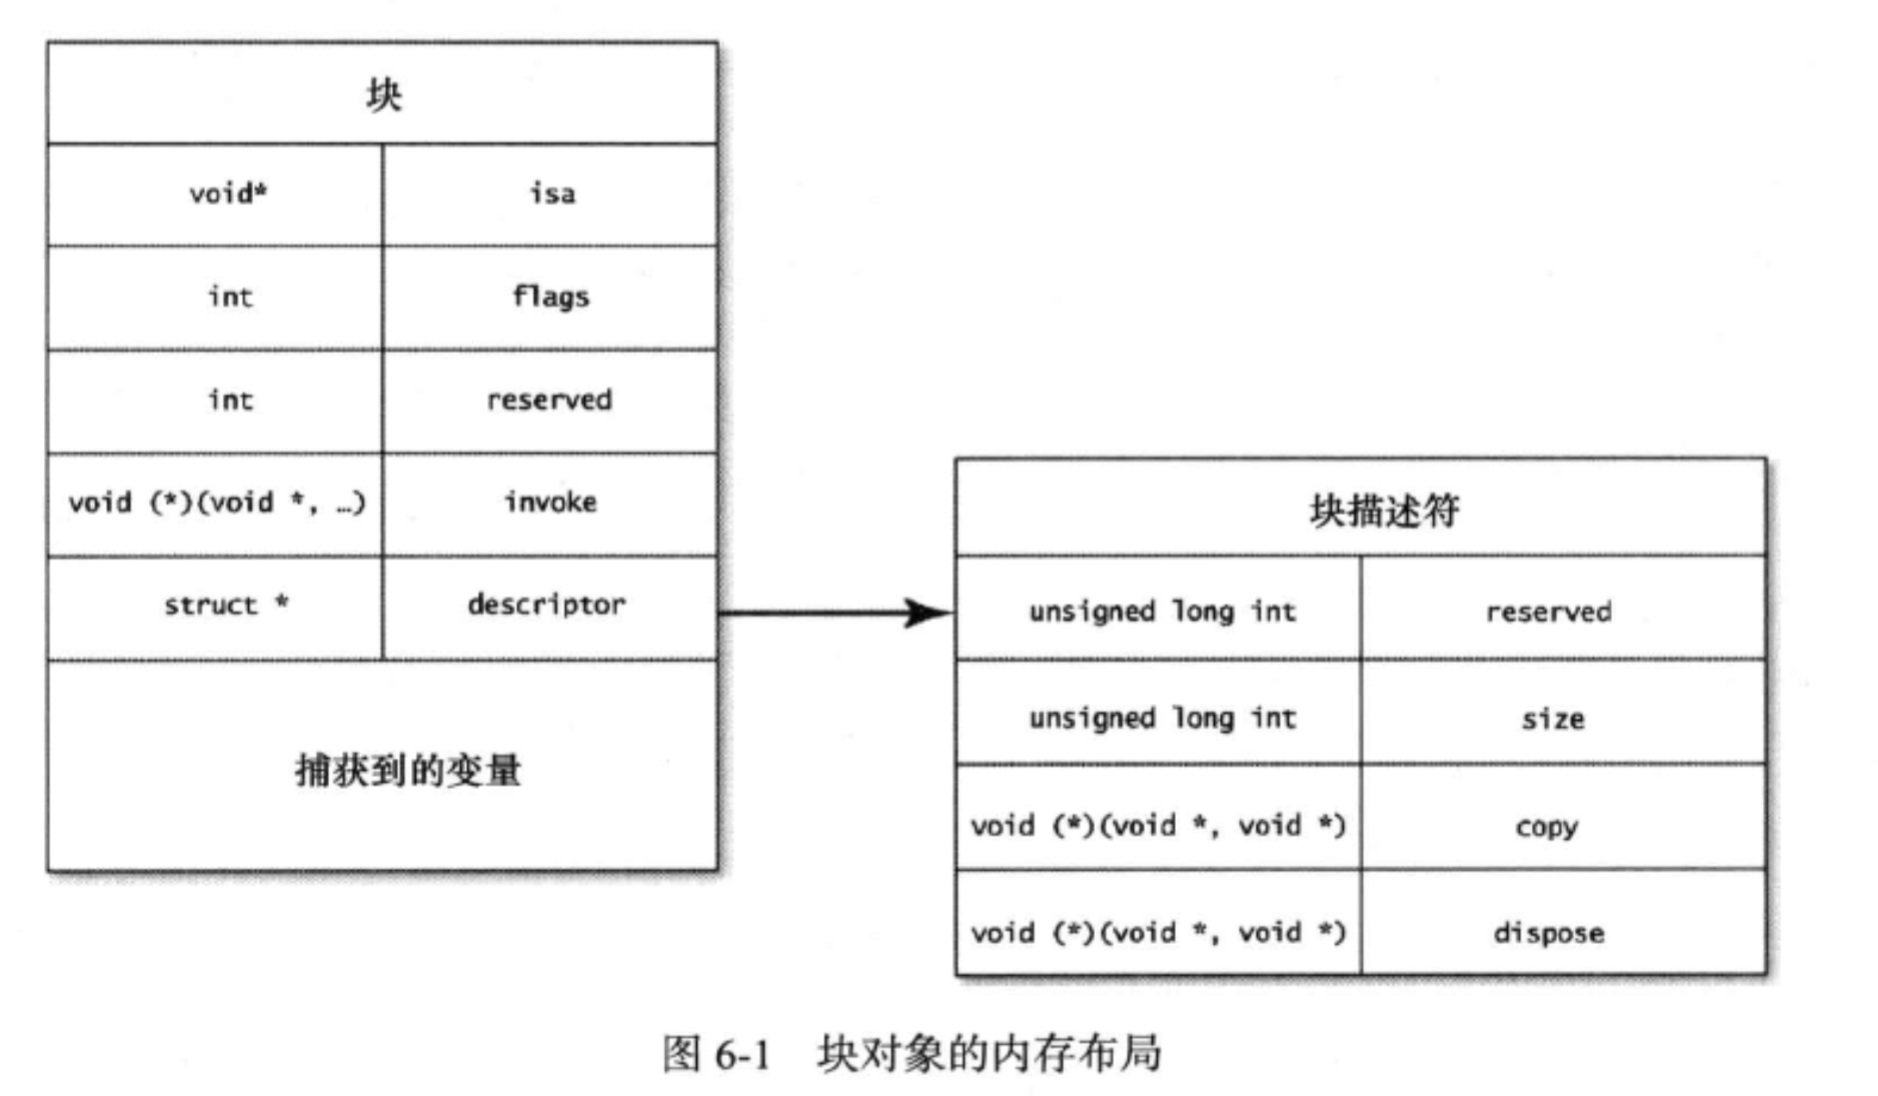 块
void* isa
int flags
int reserved
void (*)(void *, …) invoke
struct * descriptor
捕获到的变量
块描述符
unsigned long int reserved
unsigned long int size
void (*)(void *, void *) copy
void (*)(void *, void *) dispose
图 6-1 块对象的内存布局